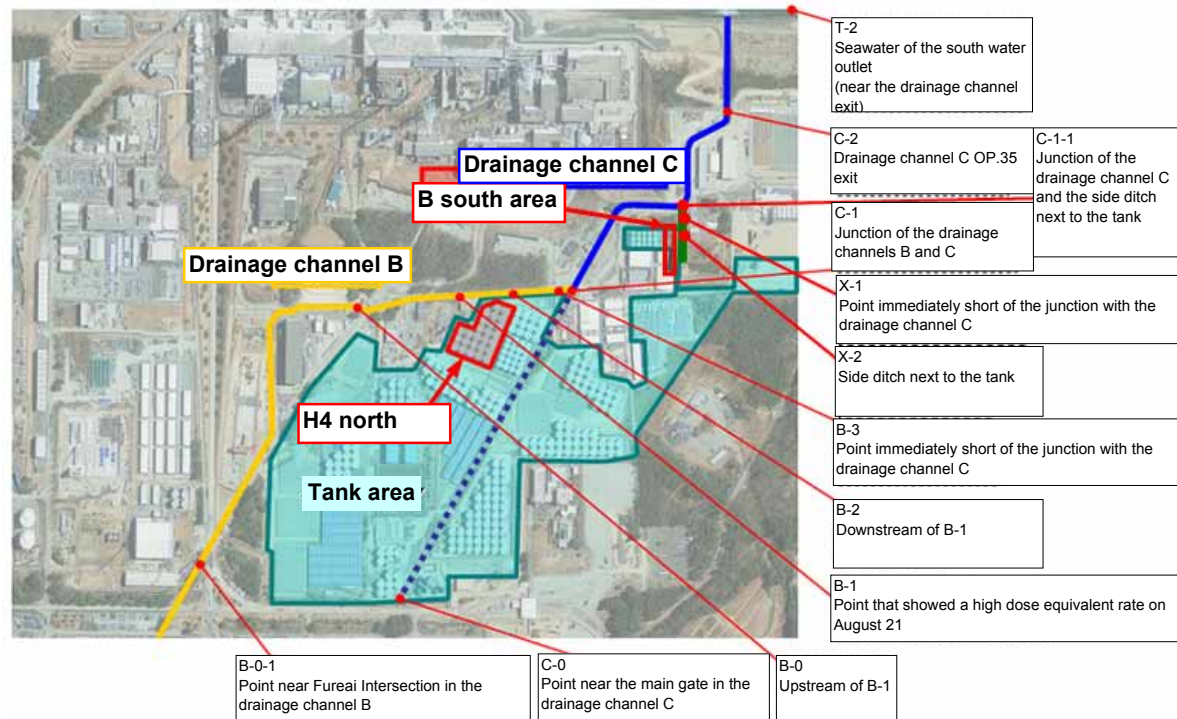 T-2
Seawater of the south water
outlet
(near the drainage channel
exit)
C-2
Drainage channel C OP.35
exit
C-1-1
Junction of the
drainage channel C
and the side ditch
next to the tank
C-1
Junction of the drainage
channels B and C
X-1
Point immediately short of the junction with the
drainage channel C
X-2
Side ditch next to the tank
B-3
Point immediately short of the junction with the
drainage channel C
B-2
Downstream of B-1
B-1
Point that showed a high dose equivalent rate on
August 21
Drainage channel C
B south area
Drainage channel B
H4 north
Tank area
B-0-1
Point near Fureai Intersection in the
drainage channel B
C-0
Point near the main gate in the
drainage channel C
B-0
Upstream of B-1